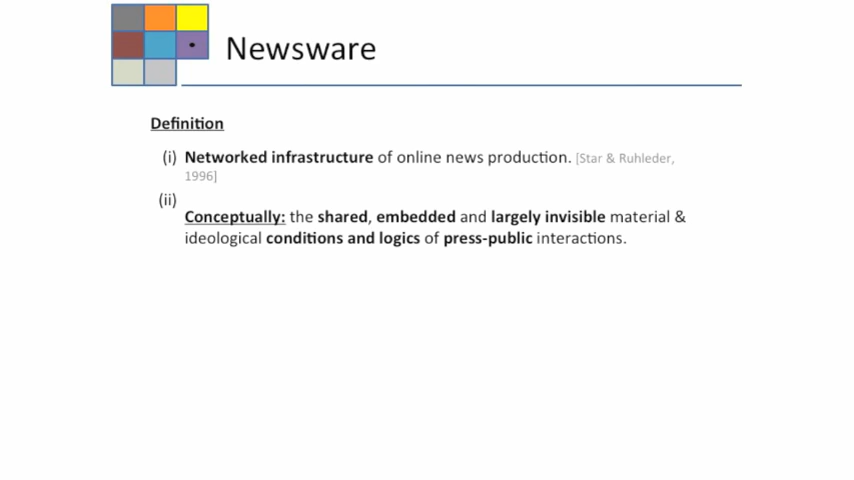 Newsware
Definition
(i) Networked infrastructure of online news production. [Star & Ruhleder,
1996]
(ii)
Conceptually: the shared, embedded and largely invisible material &
ideological conditions and logics of press-public interactions.